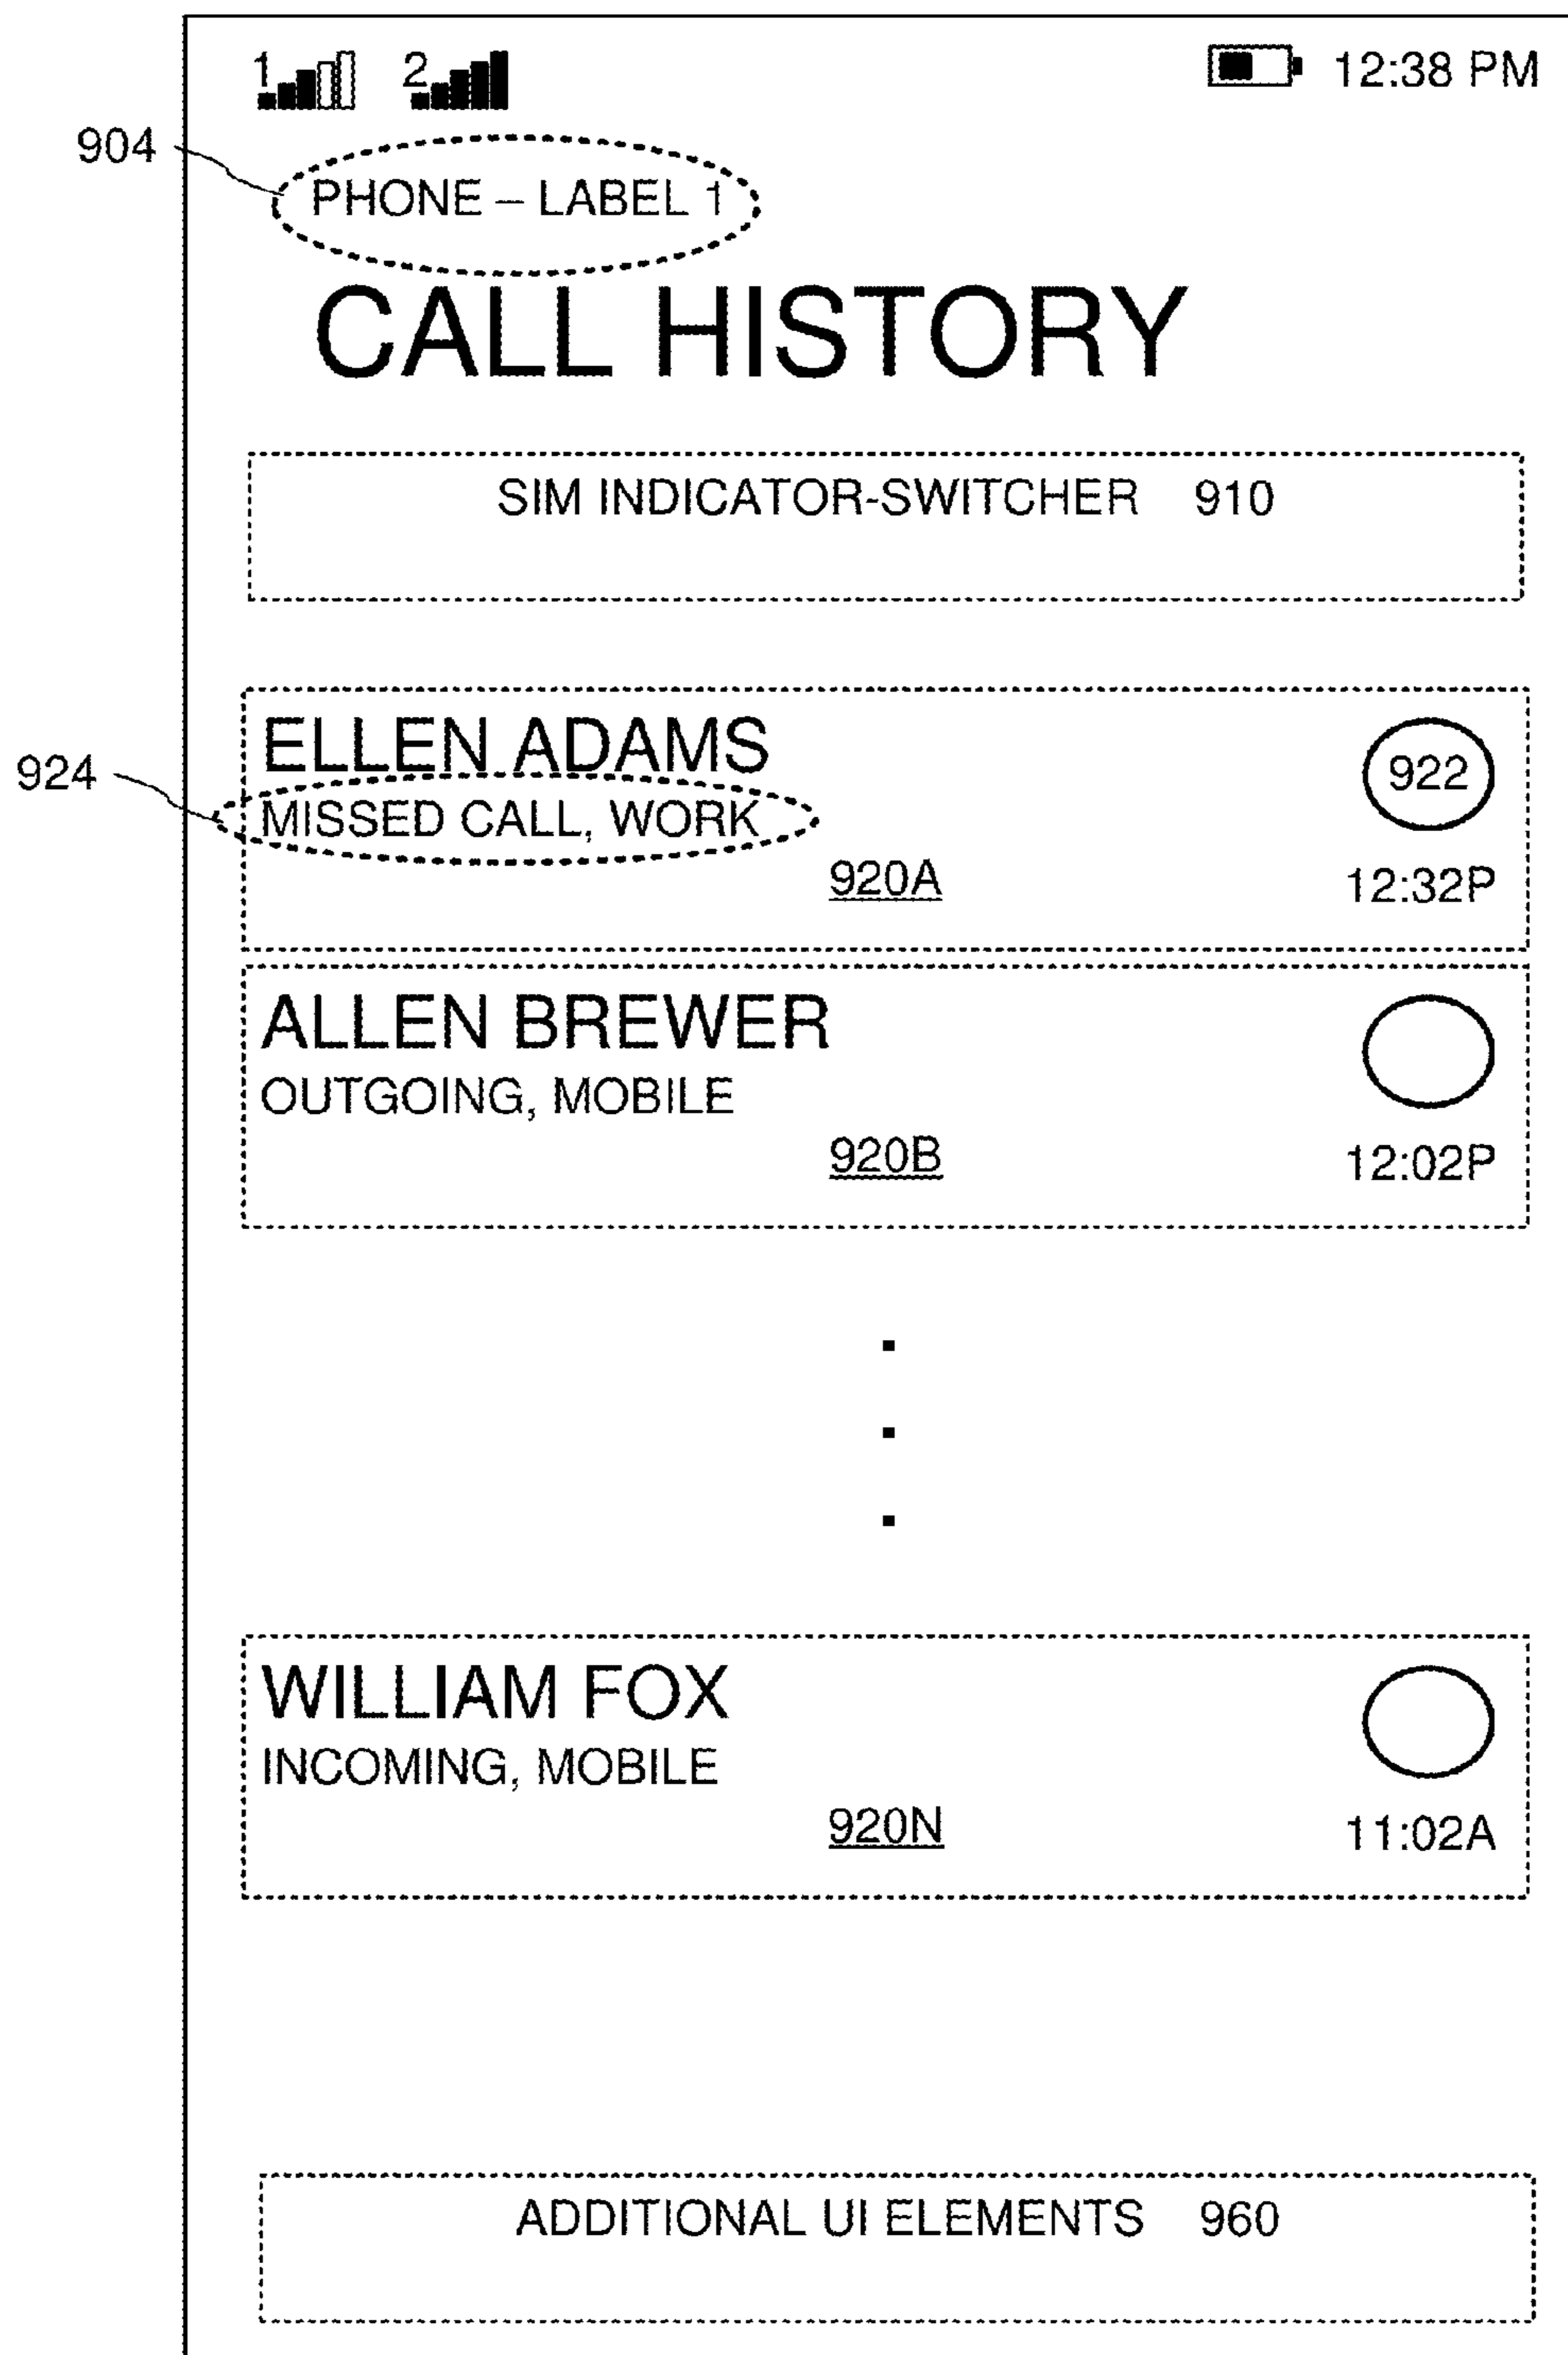 1 2 12:38 PM
904
PHONE – LABEL 1
CALL HISTORY
SIM INDICATOR-SWITCHER 910
ELLEN ADAMS
922
924
MISSED CALL, WORK
920A
12:32P
ALLEN BREWER
OUTGOING, MOBILE
920B
12:02P
WILLIAM FOX
INCOMING, MOBILE
920N
11:02A
ADDITIONAL UI ELEMENTS 960